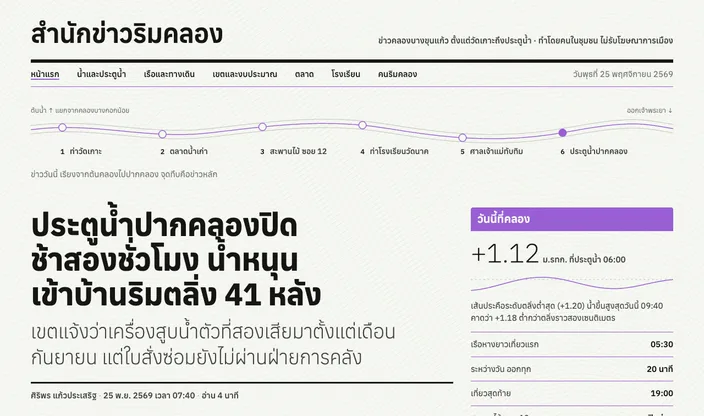 สำนักข่าวริมคลอง
ข่าวคลองบางขุนแก้ว ตั้งแต่วัดเกาะถึงประตูน้ำ · ทำโดยคนในชุมชน ไม่รับโฆษณาการเมือง
หน้าแรก น้ำและประตูน้ำ เรือและทางเดิน เขตและงบประมาณ ตลาด โรงเรียน คนริมคลอง วันพุธที่ 25 พฤศจิกายน 2569
ต้นน้ำ ↑ แยกจากคลองบางกอกน้อย ออกเจ้าพระยา ↓
1 ท่าวัดเกาะ 2 ตลาดน้ำเก่า 3 สะพานไม้ ซอย 12 4 ท่าโรงเรียนวัดนาค 5 ศาลเจ้าแม่ทับทิม 6 ประตูน้ำปากคลอง
ข่าววันนี้ เรียงจากต้นคลองไปปากคลอง จุดทึบคือข่าวหลัก
ประตูน้ำปากคลองปิด
ช้าสองชั่วโมง น้ำหนุน
เข้าบ้านริมตลิ่ง 41 หลัง
เขตแจ้งว่าเครื่องสูบน้ำตัวที่สองเสียมาตั้งแต่เดือน
กันยายน แต่ใบสั่งซ่อมยังไม่ผ่านฝ่ายการคลัง
ศิริพร แก้วประเสริฐ · 25 พ.ย. 2569 เวลา 07:40 · อ่าน 4 นาที
วันนี้ที่คลอง
+1.12 ม.รทก. ที่ประตูน้ำ 06:00
เส้นประคือระดับตลิ่งต่ำสุด (+1.20) น้ำขึ้นสูงสุดวันนี้ 09:40
คาดว่า +1.18 ต่ำกว่าตลิ่งราวสองเซนติเมตร
เรือหางยาวเที่ยวแรก 05:30
ระหว่างวัน ออกทุก 20 นาที
เที่ยวสุดท้าย 19:00